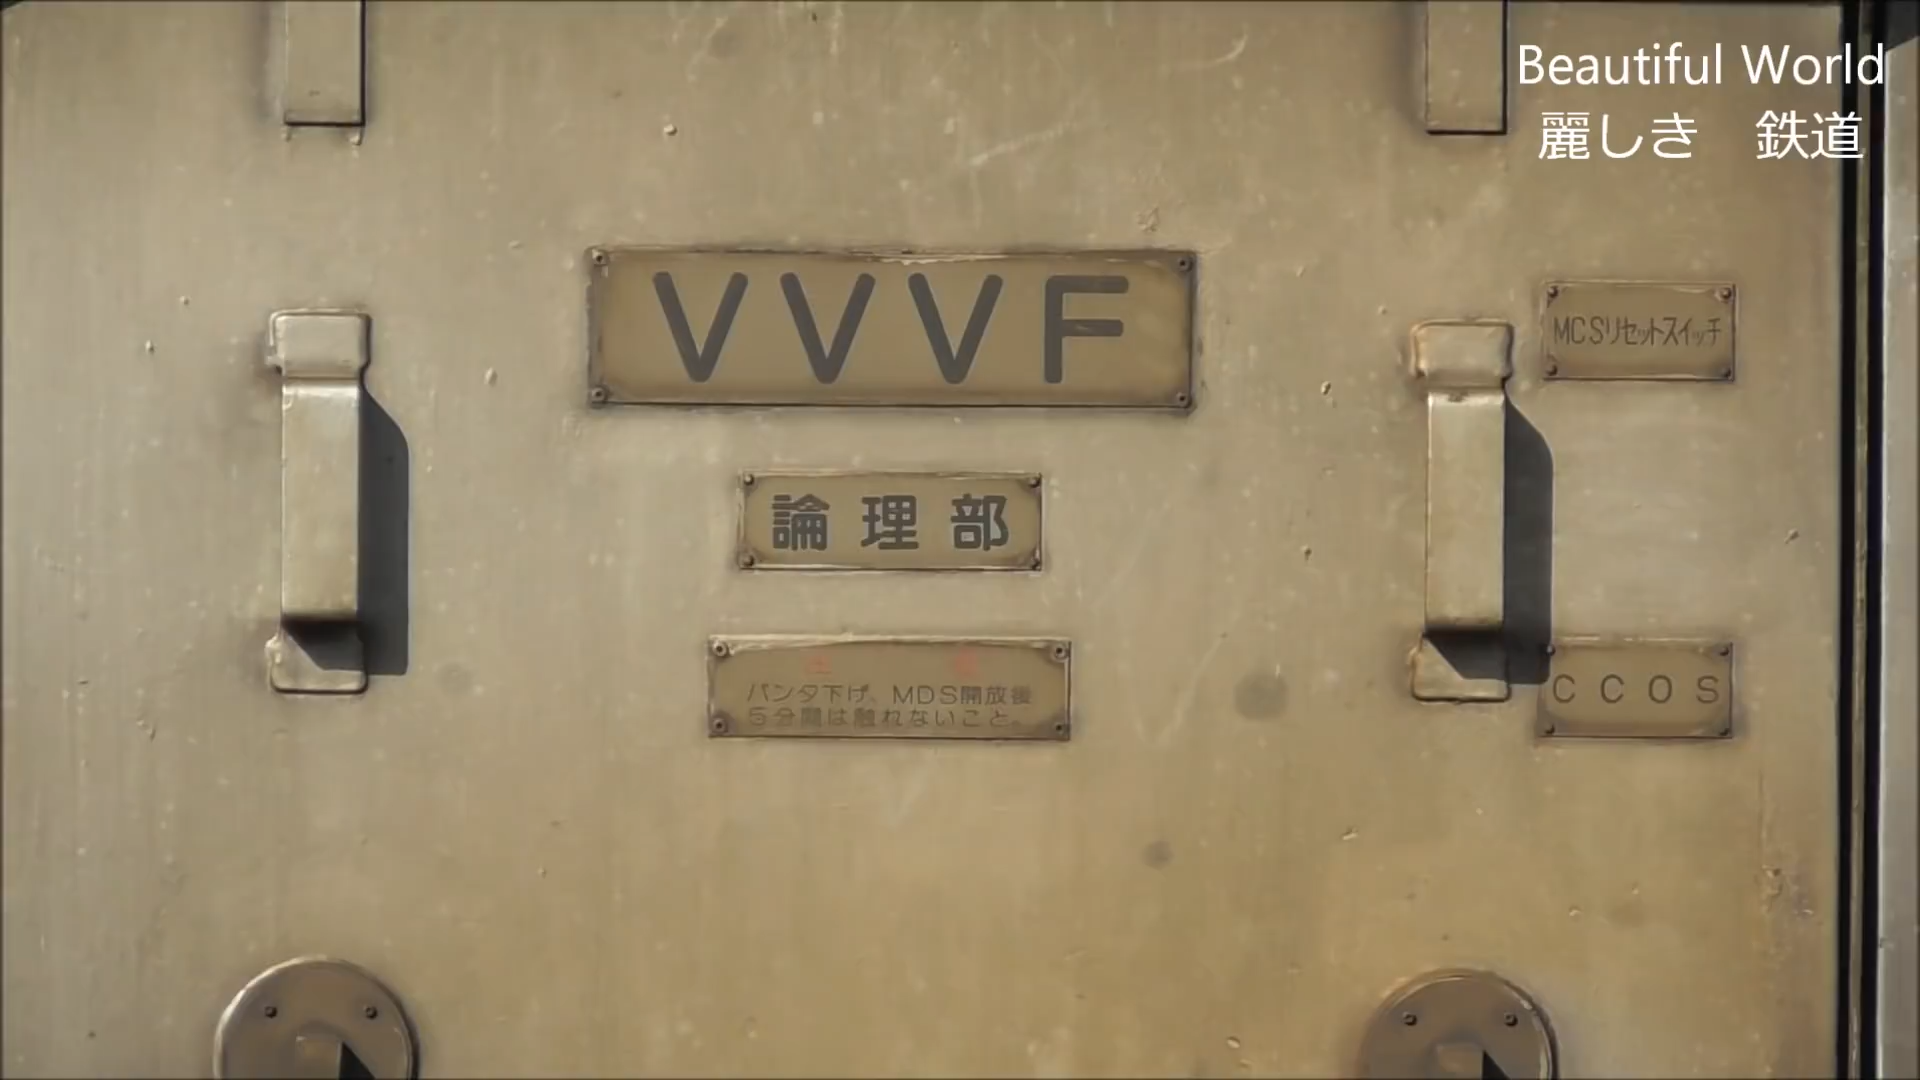 Beautiful World
麗しき　鉄道
VVVF
MCSリセットスイッチ
論理部
注 意
パンタ下げ、MDS開放後
5分間は触れないこと。
CCOS